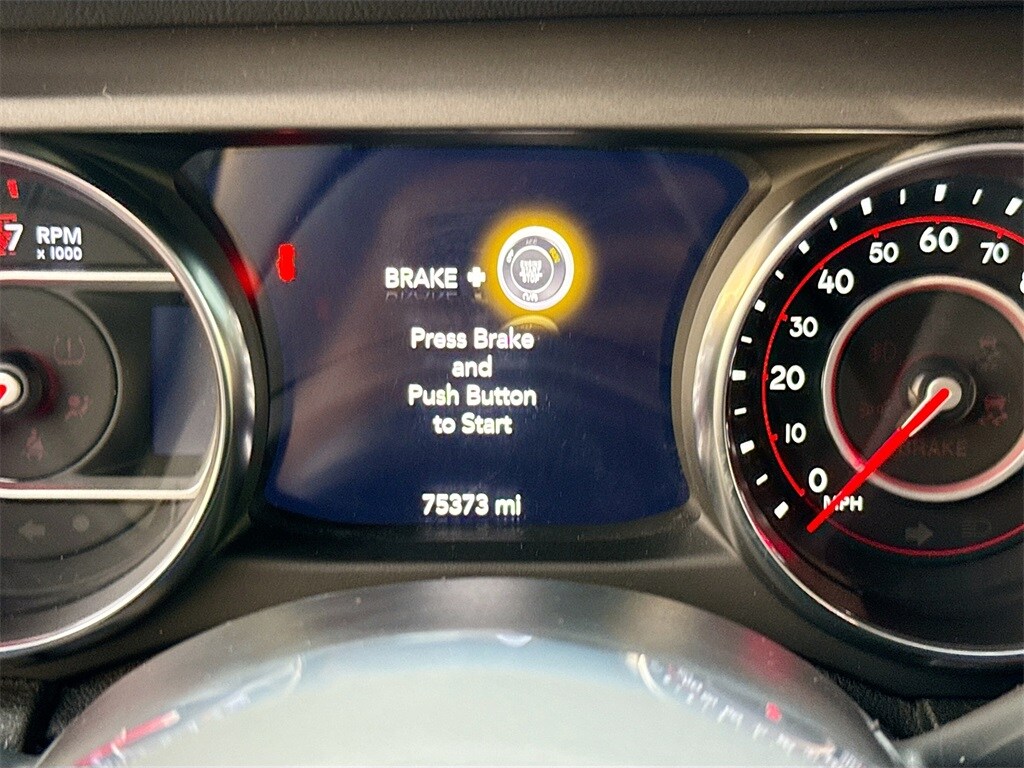 7 RPM
x 1000
BRAKE +
ENGINE
START
STOP
Press Brake
and
Push Button
to Start
75373 mi
0
10
20
30
40
50
60
70
MPH
BRAKE